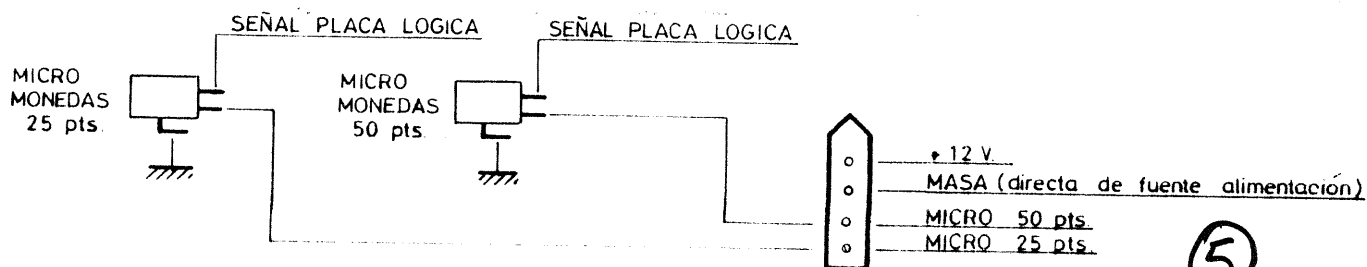 SEÑAL PLACA LOGICA
SEÑAL PLACA LOGICA
MICRO
MONEDAS
25 pts.
MICRO
MONEDAS
50 pts.
+ 12 V.
MASA (directa de fuente alimentación)
MICRO 50 pts.
MICRO 25 pts.
5